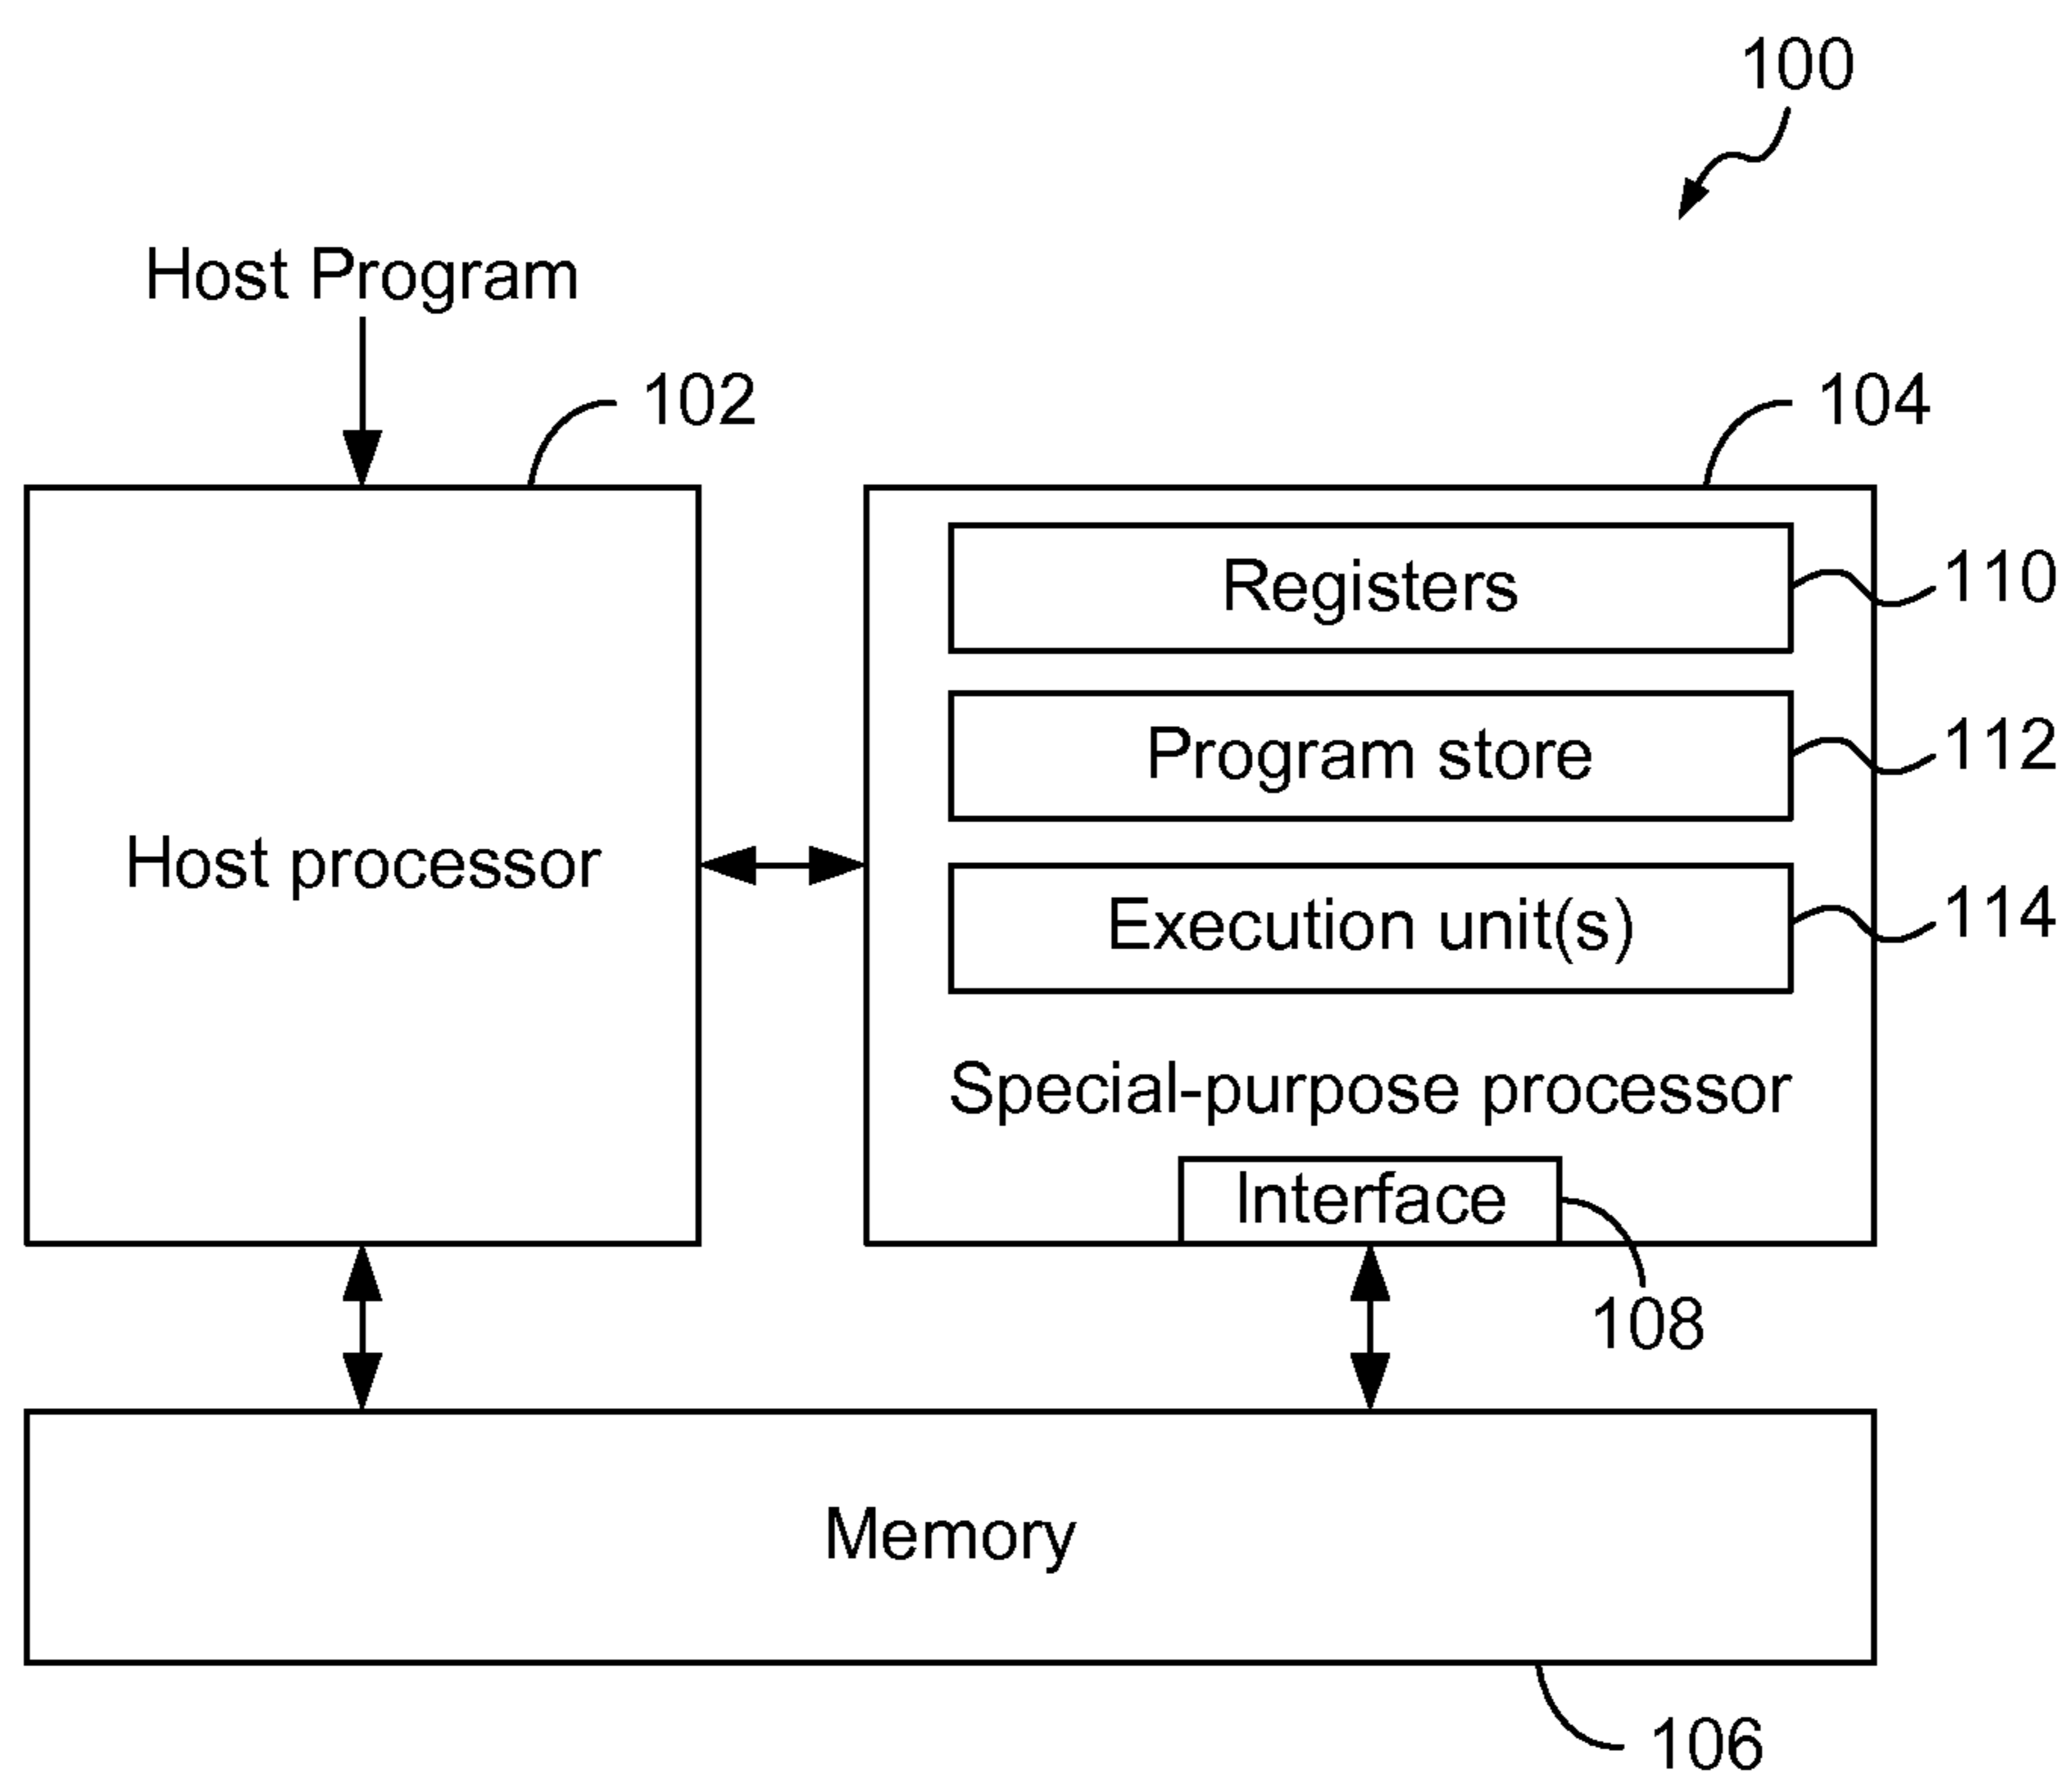 100
Host Program
102
104
Registers
110
Program store
112
Host processor
Execution unit(s)
114
Special-purpose processor
Interface
108
Memory
106